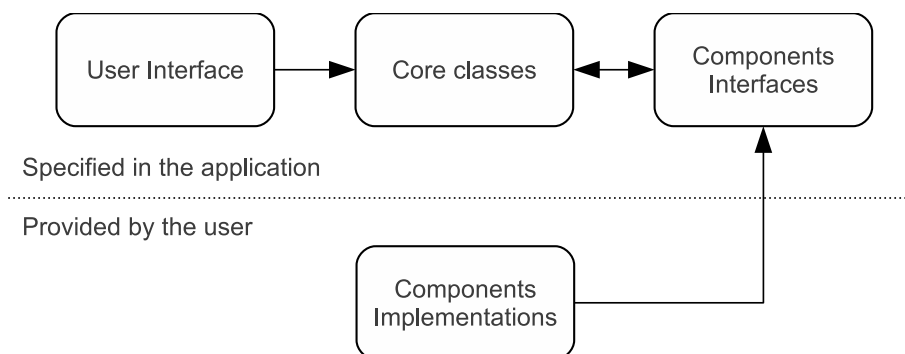 User Interface
Core classes
Components
Interfaces
Specified in the application
Provided by the user
Components
Implementations